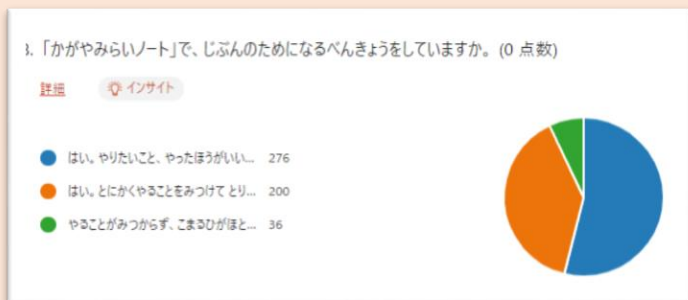 3. 「かがやみらいノート」で、じぶんのためになるべんきょうをしていますか。 (0 点数)
詳細
インサイト
はい。やりたいこと、やったほうがいい... 276
はい。とにかくやることをみつけて とり... 200
やることがみつからず、こまるひがほと... 36